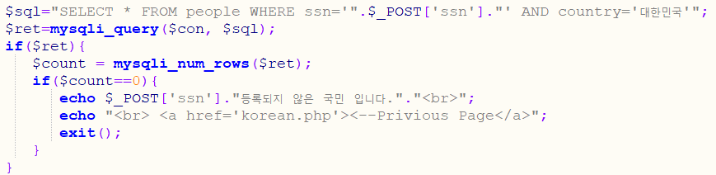 $sql="SELECT * FROM people WHERE ssn='".$_POST['ssn']."' AND country='대한민국'";
$ret=mysqli_query($con, $sql);
if($ret){
$count = mysqli_num_rows($ret);
if($count==0){
echo $_POST['ssn']."등록되지 않은 국민 입니다."."<br>";
echo "<br> <a href='korean.php'><--Privious Page</a>";
exit();
}
}